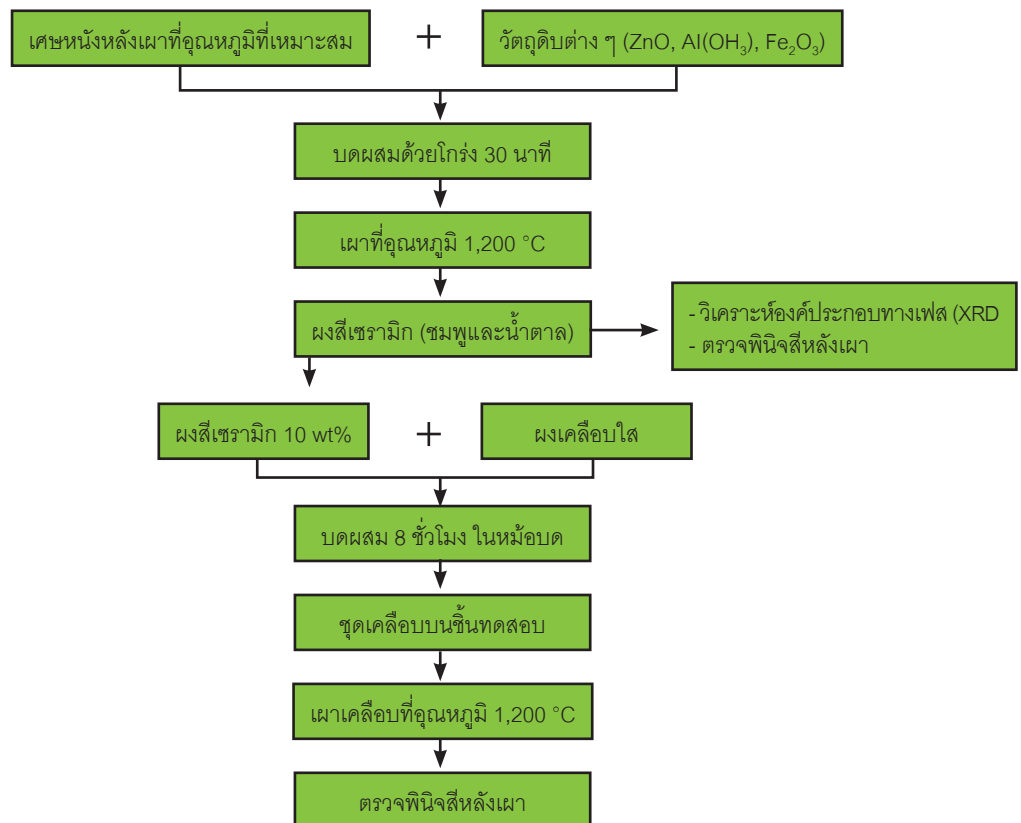 เศษหนังหลังเผาที่อุณหภูมิที่เหมาะสม + วัตถุดิบต่าง ๆ (ZnO, Al(OH₃), Fe₂O₃)
บดผสมด้วยโกร่ง 30 นาที
เผาที่อุณหภูมิ 1,200 °C
ผงสีเซรามิก (ชมพูและน้ำตาล)
- วิเคราะห์องค์ประกอบทางเฟส (XRD
- ตรวจพินิจสีหลังเผา
ผงสีเซรามิก 10 wt% + ผงเคลือบใส
บดผสม 8 ชั่วโมง ในหม้อบด
ชุดเคลือบบนชิ้นทดสอบ
เผาเคลือบที่อุณหภูมิ 1,200 °C
ตรวจพินิจสีหลังเผา